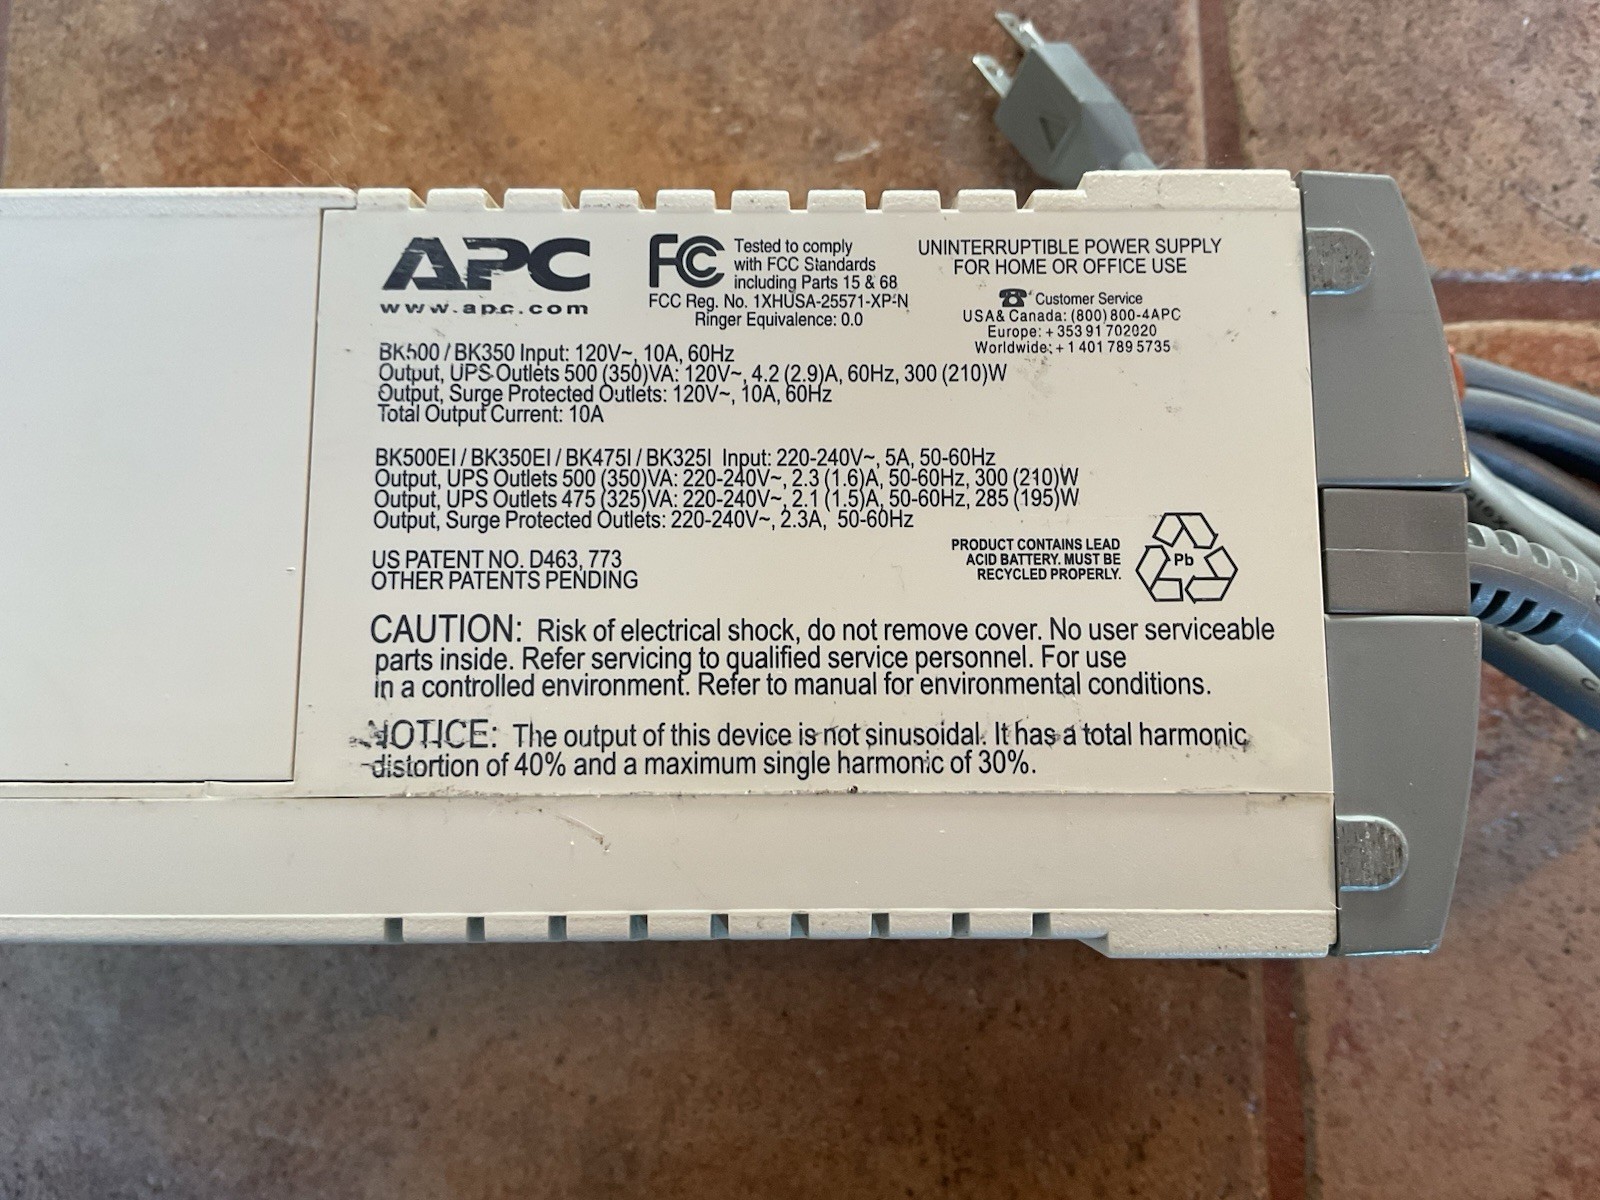 APC
www.apc.com
FC Tested to comply
with FCC Standards
including Parts 15 & 68
FCC Reg. No. 1XHUSA-25571-XP-N
Ringer Equivalence: 0.0
UNINTERRUPTIBLE POWER SUPPLY
FOR HOME OR OFFICE USE
Customer Service
USA & Canada: (800) 800-4APC
Europe: + 353 91 702020
Worldwide: + 1 401 789 5735
BK500 / BK350 Input: 120V~, 10A, 60Hz
Output, UPS Outlets 500 (350)VA: 120V~, 4.2 (2.9)A, 60Hz, 300 (210)W
Output, Surge Protected Outlets: 120V~, 10A, 60Hz
Total Output Current: 10A
BK500EI / BK350EI / BK475I / BK325I Input: 220-240V~, 5A, 50-60Hz
Output, UPS Outlets 500 (350)VA: 220-240V~, 2.3 (1.6)A, 50-60Hz, 300 (210)W
Output, UPS Outlets 475 (325)VA: 220-240V~, 2.1 (1.5)A, 50-60Hz, 285 (195)W
Output, Surge Protected Outlets: 220-240V~, 2.3A, 50-60Hz
US PATENT NO. D463, 773
OTHER PATENTS PENDING
PRODUCT CONTAINS LEAD
ACID BATTERY. MUST BE
RECYCLED PROPERLY.
Pb
CAUTION: Risk of electrical shock, do not remove cover. No user serviceable
parts inside. Refer servicing to qualified service personnel. For use
in a controlled environment. Refer to manual for environmental conditions.
NOTICE: The output of this device is not sinusoidal. It has a total harmonic
distortion of 40% and a maximum single harmonic of 30%.